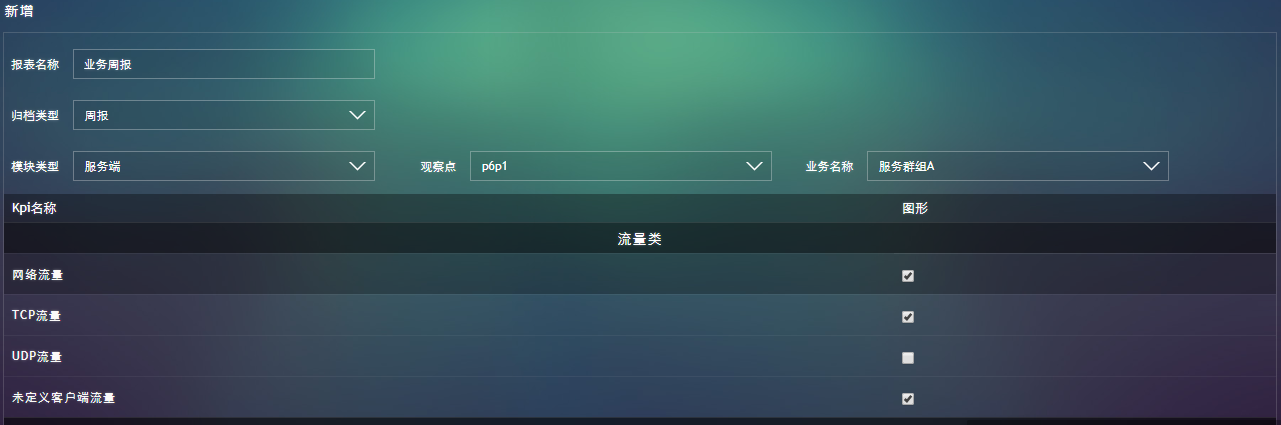 新增
报表名称 业务周报
归档类型 周报
模块类型 服务端 观察点 p6p1 业务名称 服务群组A
Kpi名称 图形
流量类
网络流量
TCP流量
UDP流量
未定义客户端流量